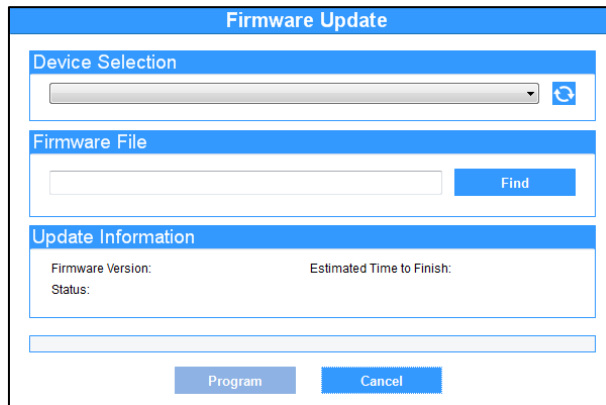 Firmware Update
Device Selection
Firmware File
Find
Update Information
Firmware Version: Estimated Time to Finish:
Status:
Program Cancel